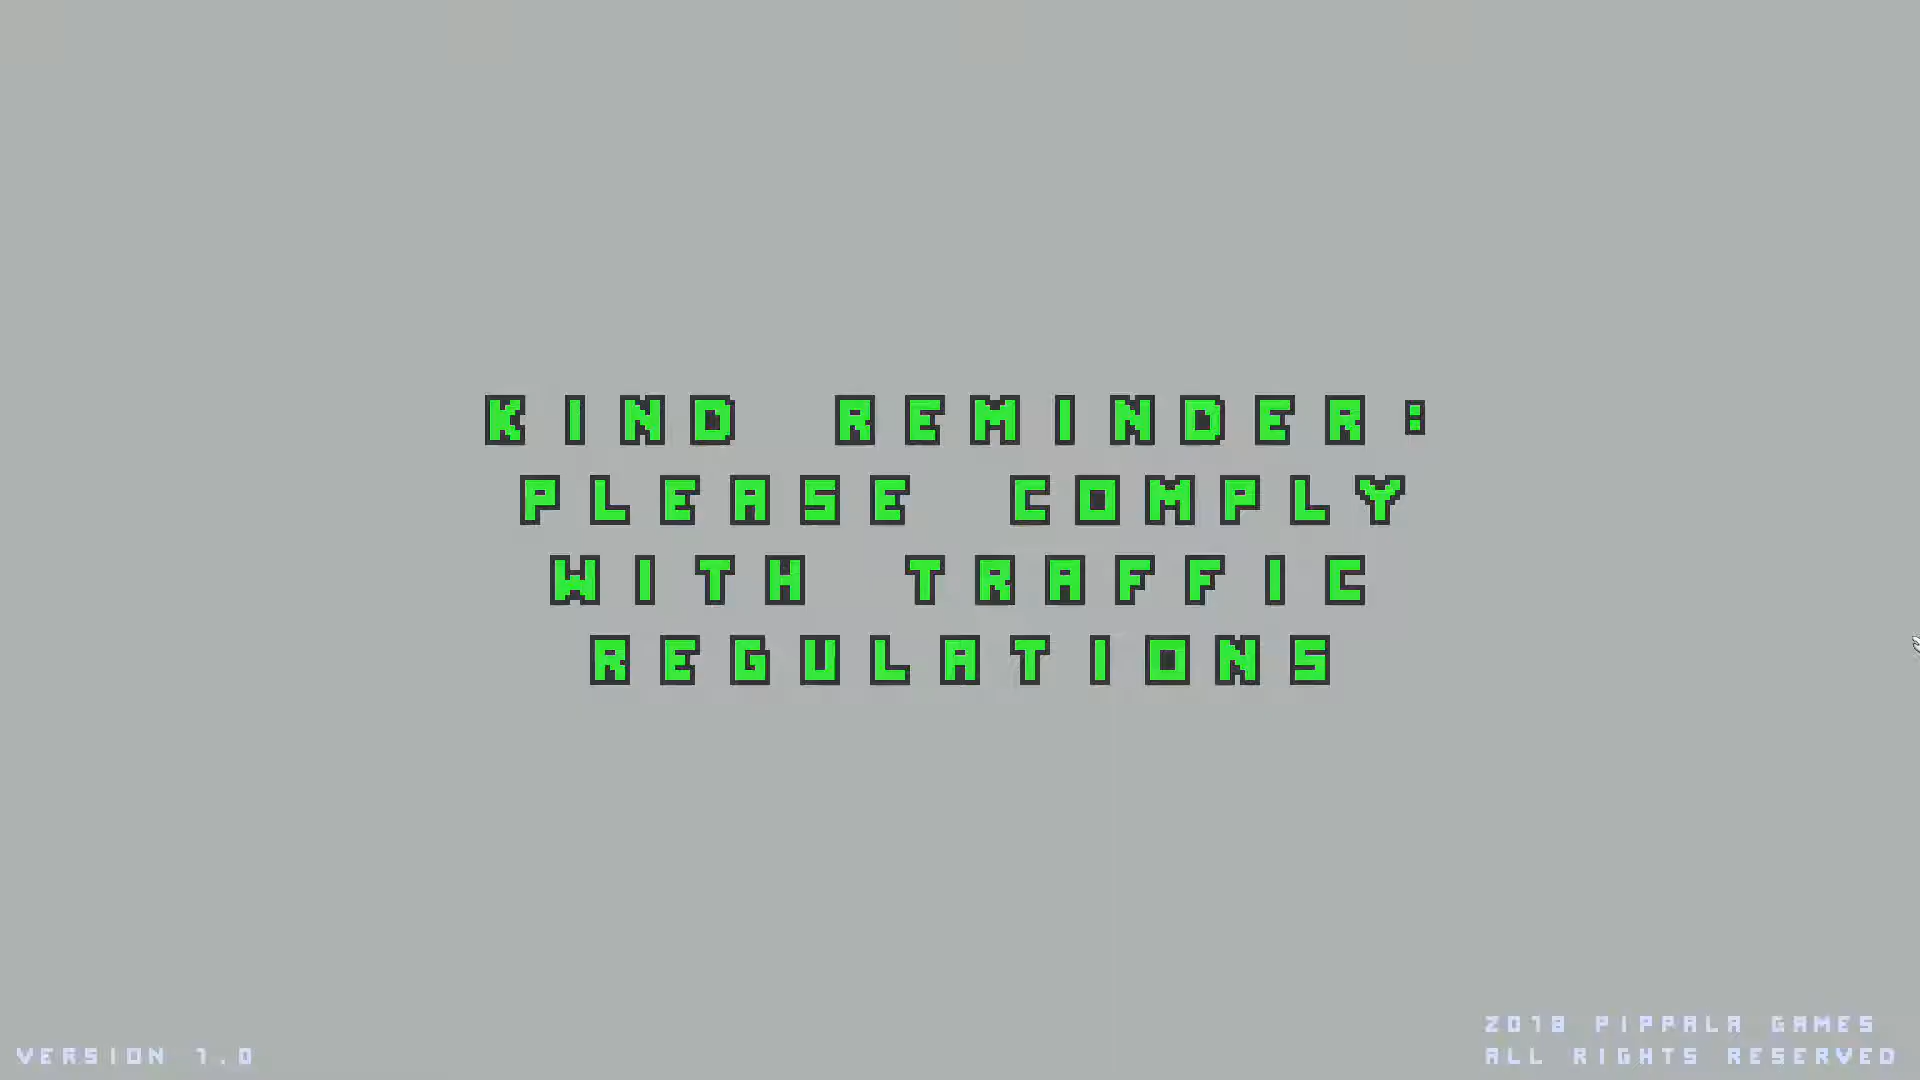 KIND REMINDER:
PLEASE COMPLY
WITH TRAFFIC
REGULATIONS
VERSION 1.0
2018 PIPPALA GAMES
ALL RIGHTS RESERVED